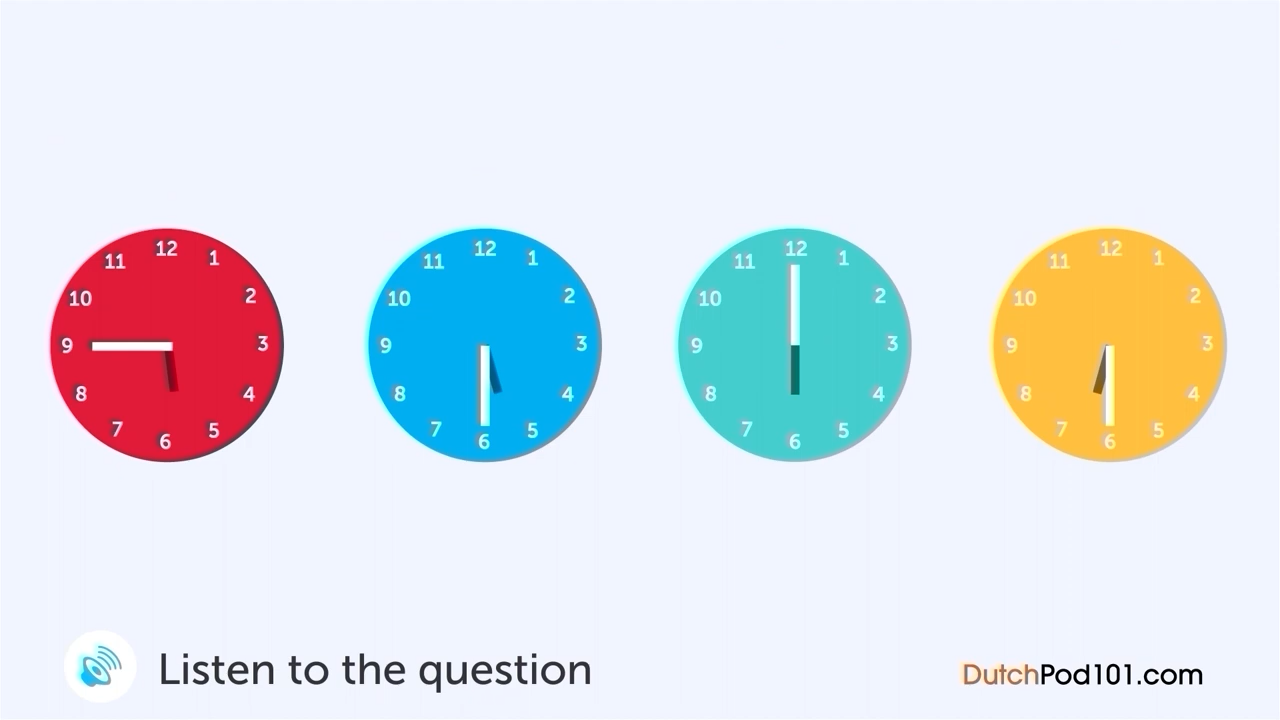 12 12 12 12
11 1 11 1 11 1 11 1
10 2 10 2 10 2 10 2
9 3 9 3 9 3 9 3
8 4 8 4 8 4 8 4
7 5 7 5 7 5 7 5
6 6 6 6
Listen to the question
DutchPod101.com